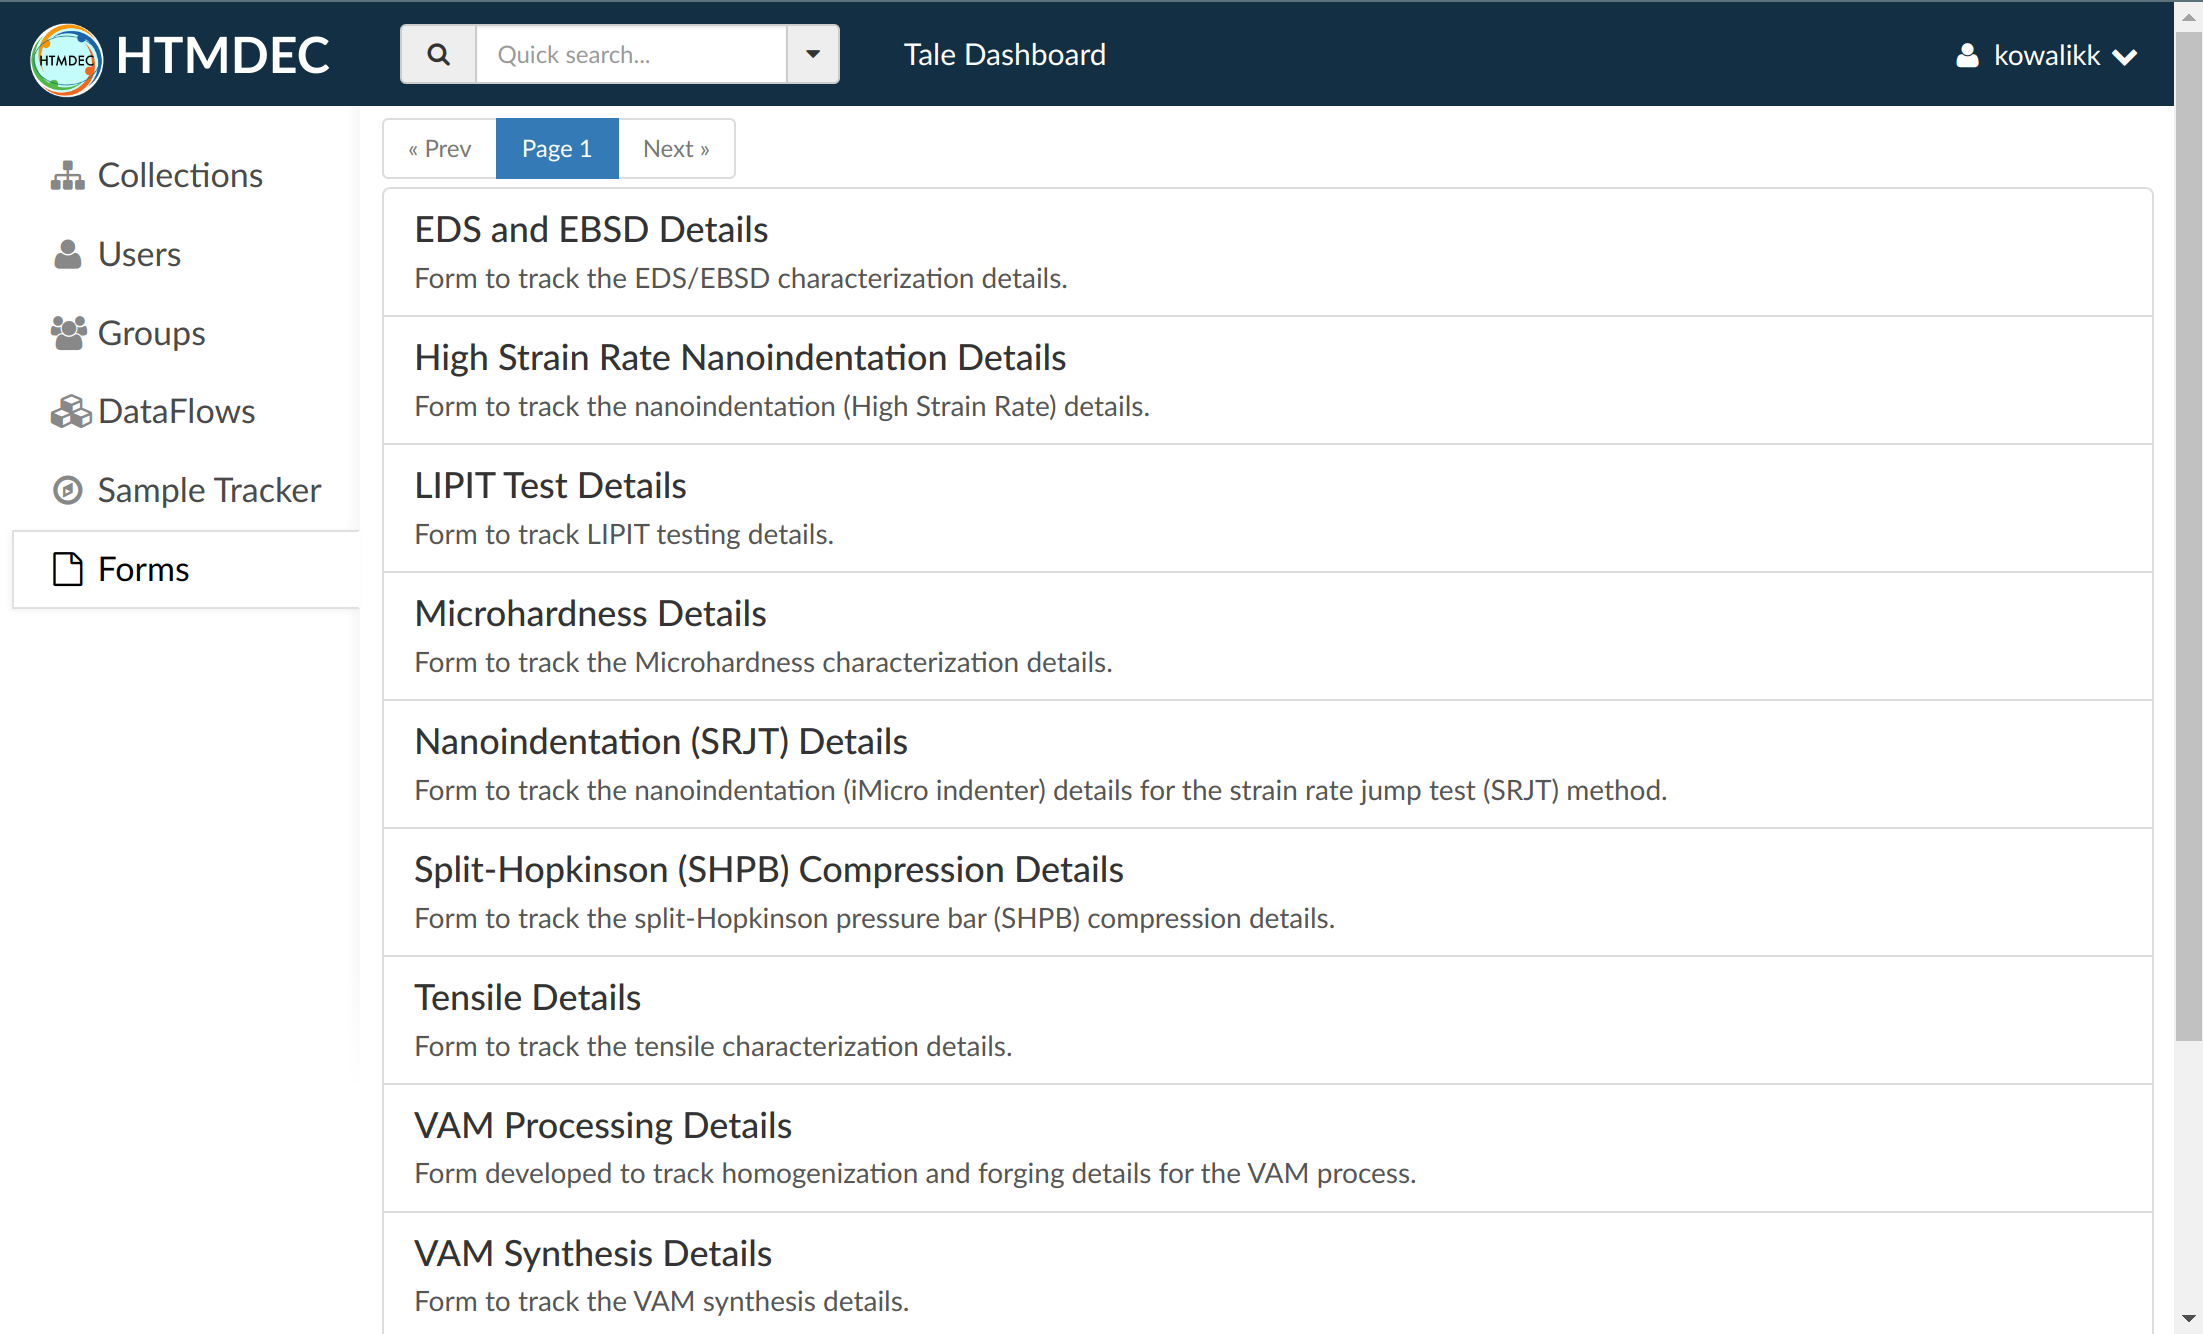 HTMDEC
HTMDEC
Quick search...
Tale Dashboard
kowalikk
Collections
Users
Groups
DataFlows
Sample Tracker
Forms
« Prev
Page 1
Next »
EDS and EBSD Details
Form to track the EDS/EBSD characterization details.
High Strain Rate Nanoindentation Details
Form to track the nanoindentation (High Strain Rate) details.
LIPIT Test Details
Form to track LIPIT testing details.
Microhardness Details
Form to track the Microhardness characterization details.
Nanoindentation (SRJT) Details
Form to track the nanoindentation (iMicro indenter) details for the strain rate jump test (SRJT) method.
Split-Hopkinson (SHPB) Compression Details
Form to track the split-Hopkinson pressure bar (SHPB) compression details.
Tensile Details
Form to track the tensile characterization details.
VAM Processing Details
Form developed to track homogenization and forging details for the VAM process.
VAM Synthesis Details
Form to track the VAM synthesis details.